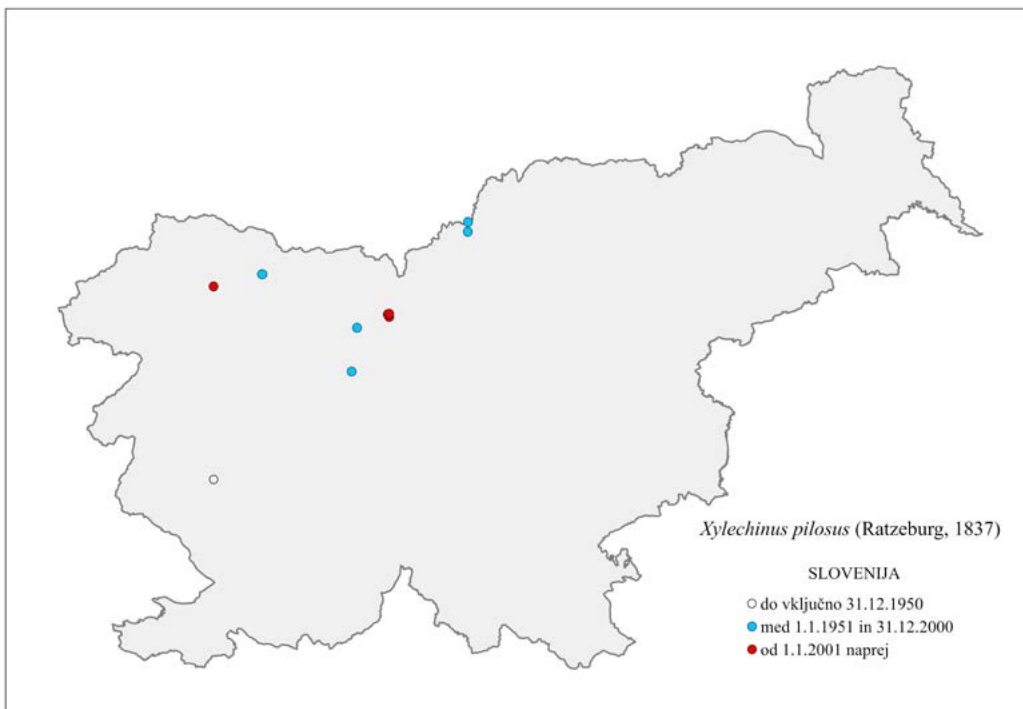 Xylechinus pilosus (Ratzeburg, 1837)
SLOVENIJA
do vključno 31.12.1950
med 1.1.1951 in 31.12.2000
od 1.1.2001 naprej